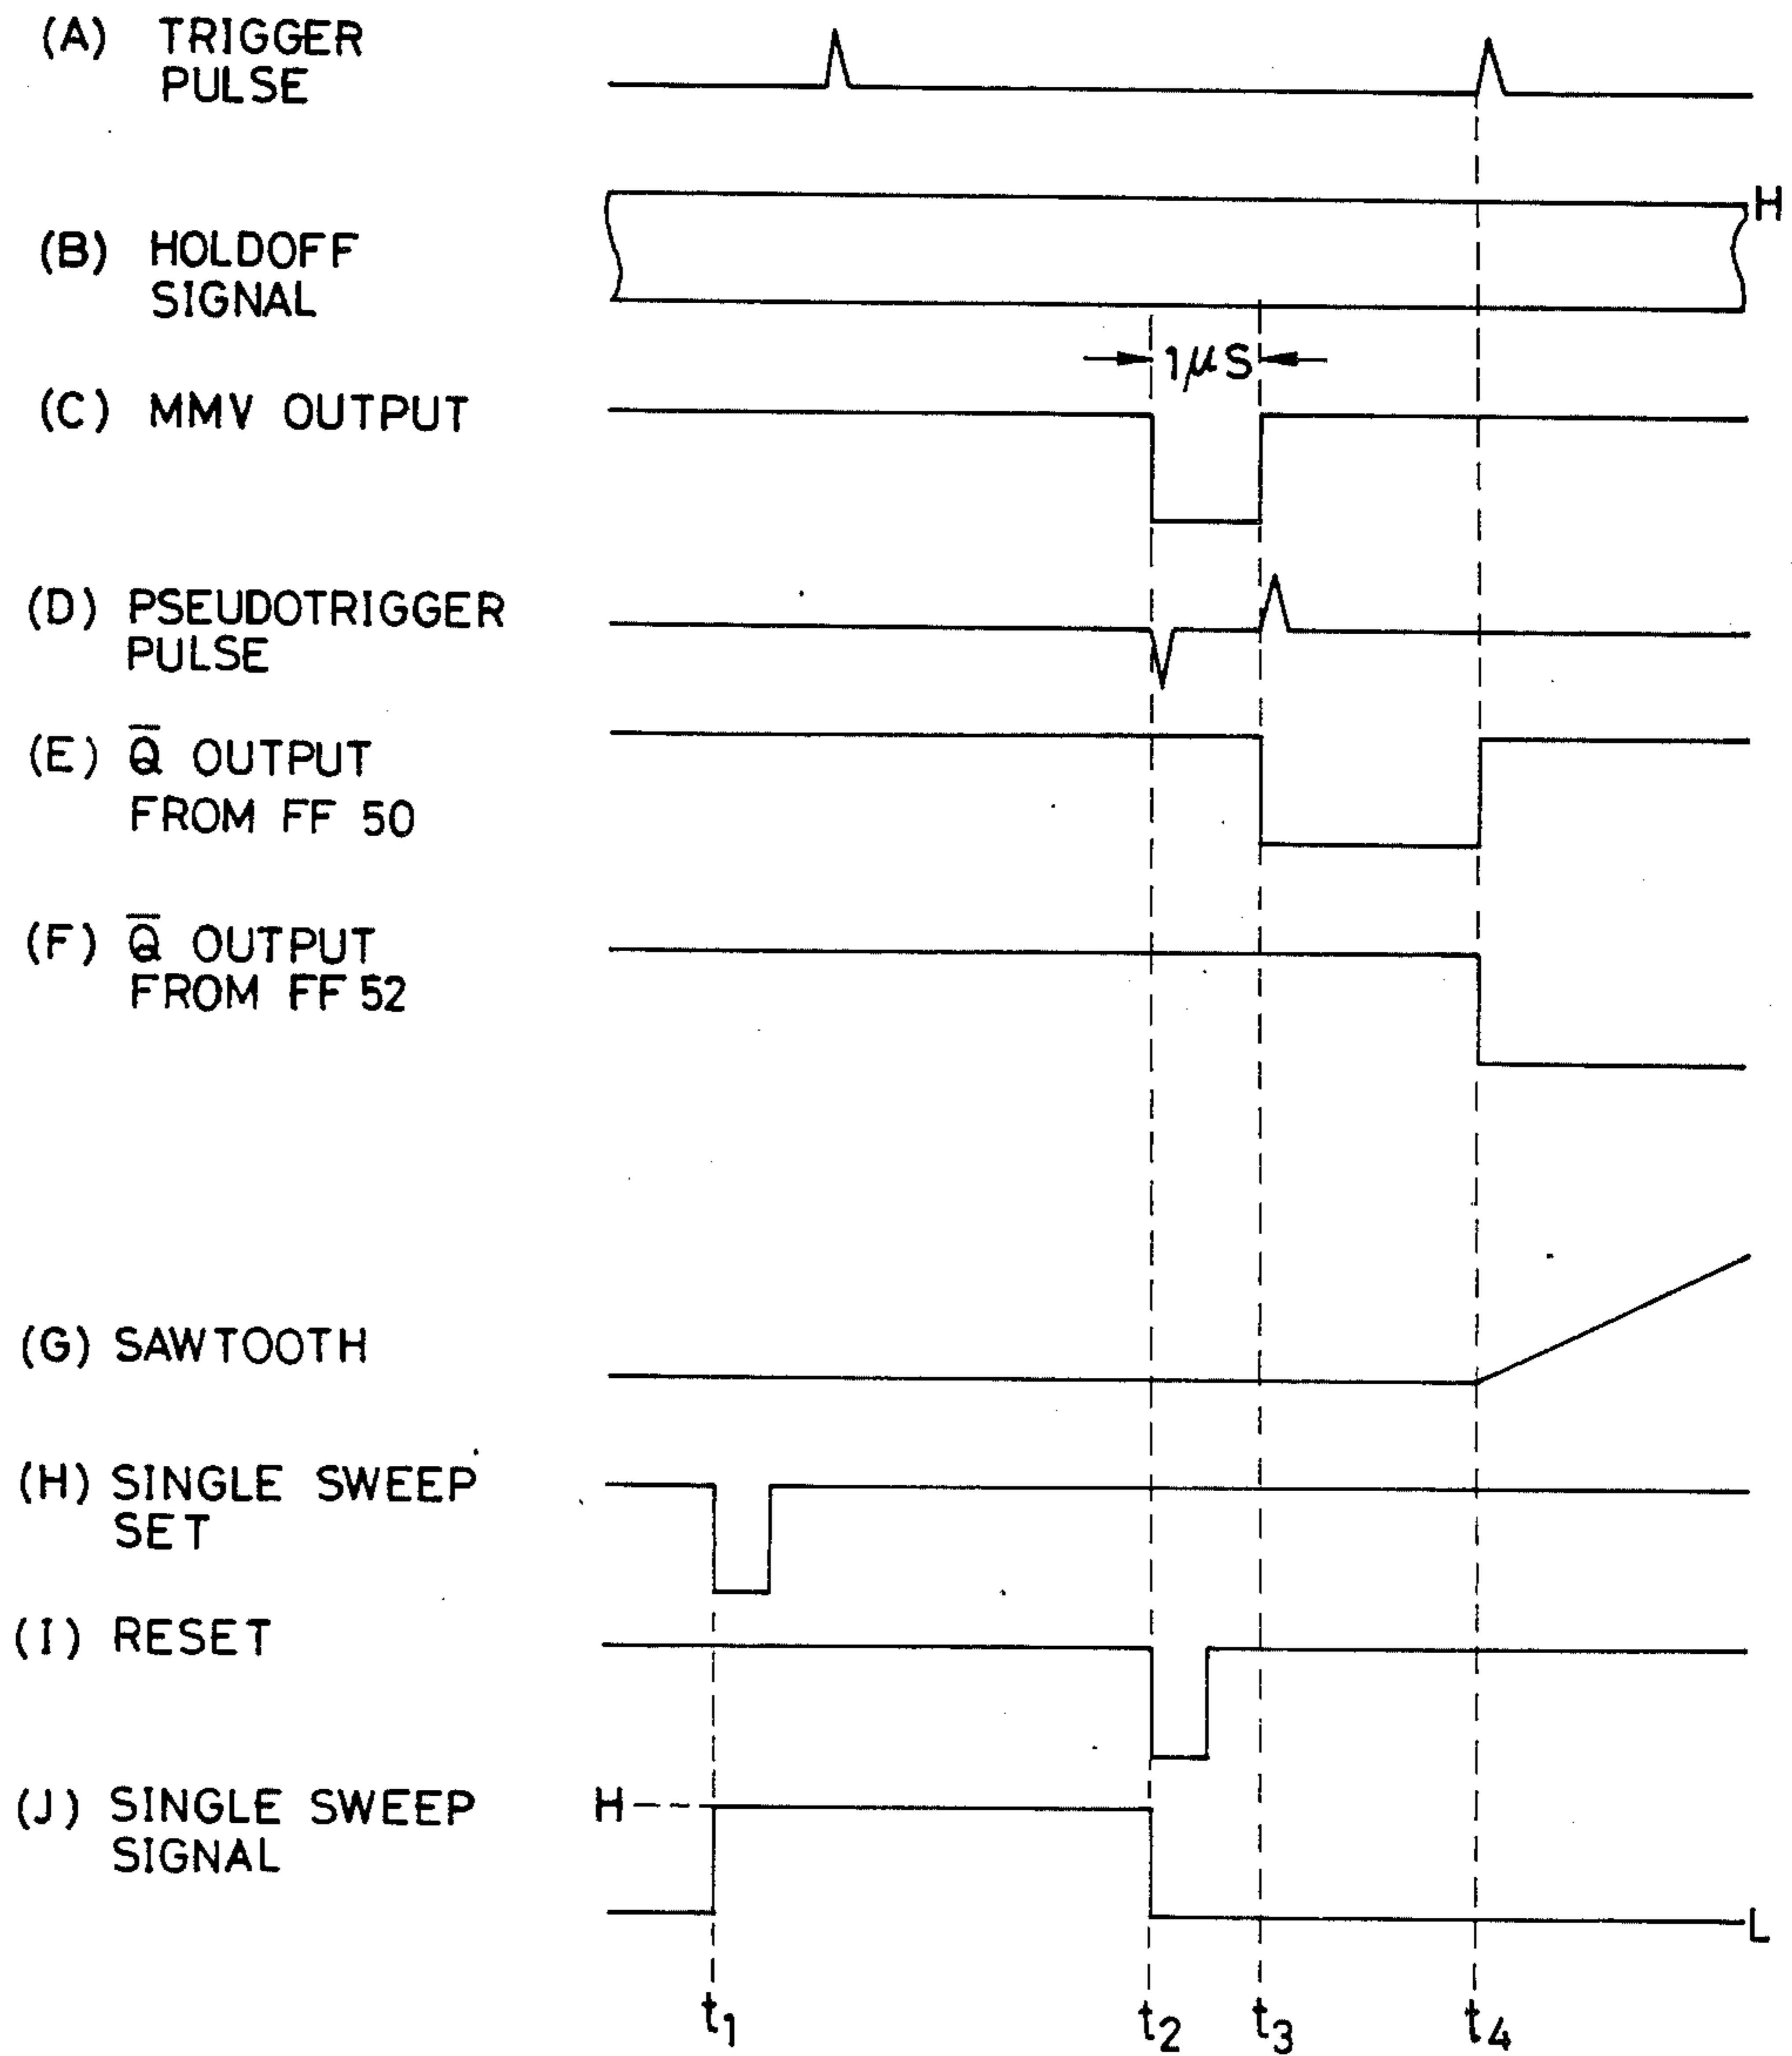 (A) TRIGGER
PULSE
H
(B) HOLDOFF
SIGNAL
1μS
(C) MMV OUTPUT
(D) PSEUDOTRIGGER
PULSE
(E) Q̅ OUTPUT
FROM FF 50
(F) Q̅ OUTPUT
FROM FF 52
(G) SAWTOOTH
(H) SINGLE SWEEP
SET
(I) RESET
(J) SINGLE SWEEP
SIGNAL
H
L
t1 t2 t3 t4